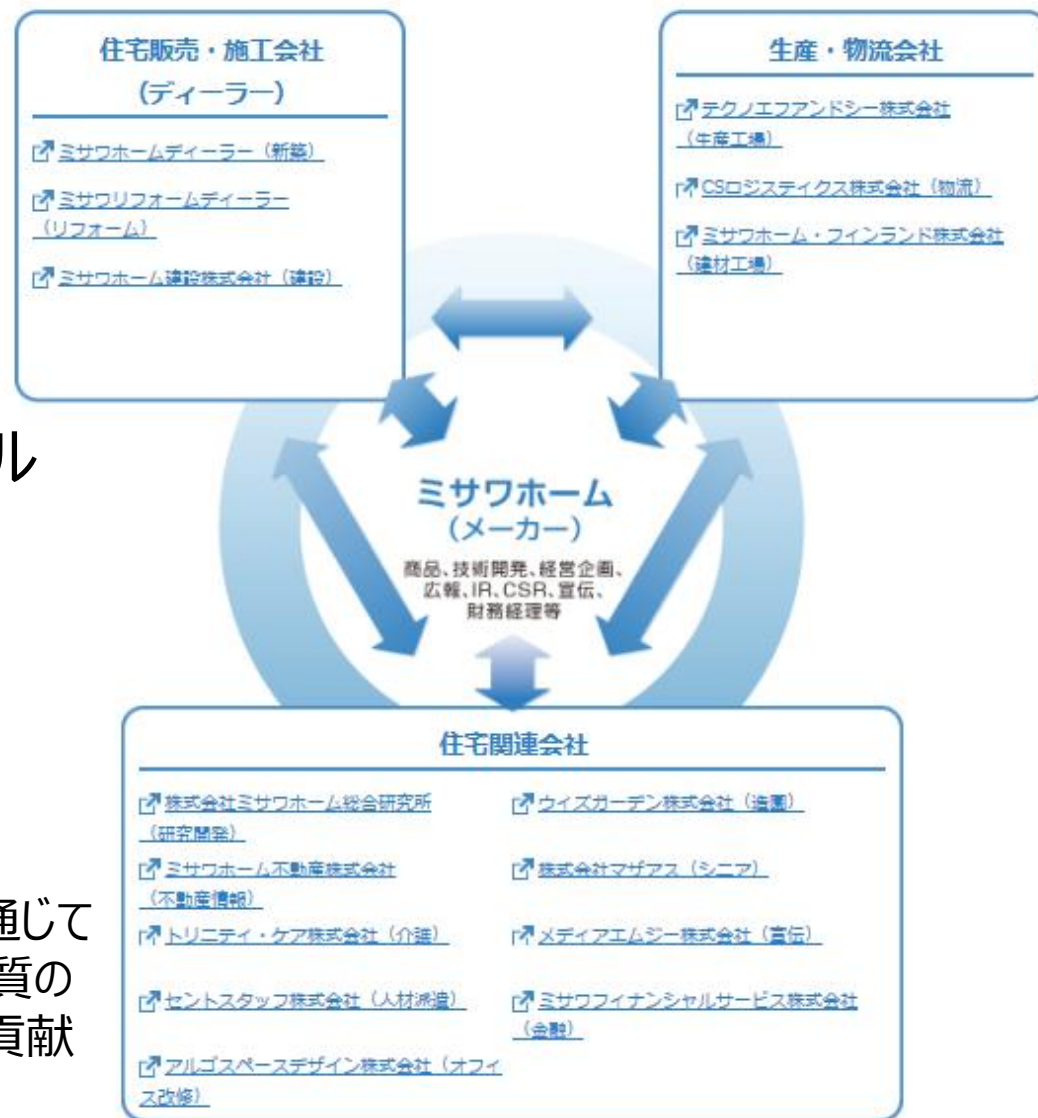 住宅販売・施工会社
(ディーラー)
ミサワホームディーラー（新築）
ミサワリフォームディーラー
（リフォーム）
ミサワホーム建設株式会社（建設）
生産・物流会社
テクノエフアンドシー株式会社
（生産工場）
CSロジスティクス株式会社（物流）
ミサワホーム・フィンランド株式会社
（建材工場）
ル
ミサワホーム
（メーカー）
商品、技術開発、経営企画、
広報、IR、CSR、宣伝、
財務経理等
通じて
質の
貢献
住宅関連会社
株式会社ミサワホーム総合研究所
（研究開発）
ウィズガーデン株式会社（造園）
ミサワホーム不動産株式会社
（不動産情報）
株式会社マザアス（シニア）
トリニティ・ケア株式会社（介護）
メディアエムジー株式会社（宣伝）
セントスタッフ株式会社（人材派遣）
ミサワフィナンシャルサービス株式会社
（金融）
アルゴスペースデザイン株式会社（オフィ
ス改修）